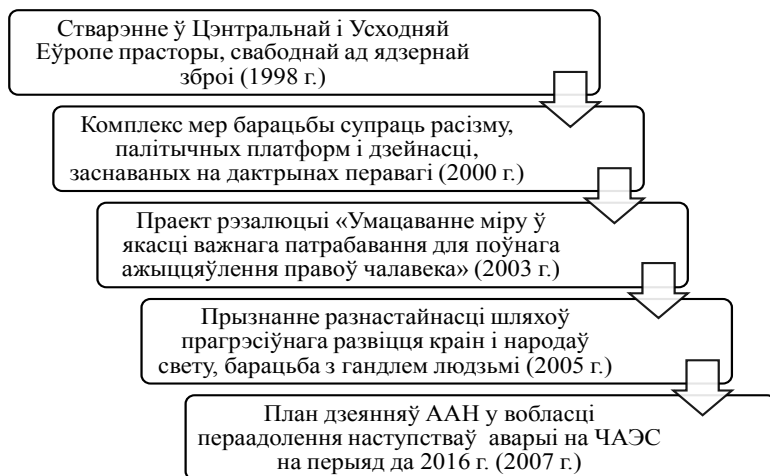 Стварэнне ў Цэнтральнай і Усходняй
Еўропе прасторы, свабоднай ад ядзернай
зброі (1998 г.)
Комплекс мер барацьбы супраць расізму,
палітычных платформ і дзейнасці,
заснаваных на дактрынах перавагі (2000 г.)
Праект рэзалюцыі «Умацаванне міру ў
якасці важнага патрабавання для поўнага
ажыццяўлення правоў чалавека» (2003 г.)
Прызнанне разнастайнасці шляхоў
прагрэсіўнага развіцця краін і народаў
свету, барацьба з гандлем людзьмі (2005 г.)
План дзеянняў ААН у вобласці
пераадолення наступстваў аварыі на ЧАЭС
на перыяд да 2016 г. (2007 г.)